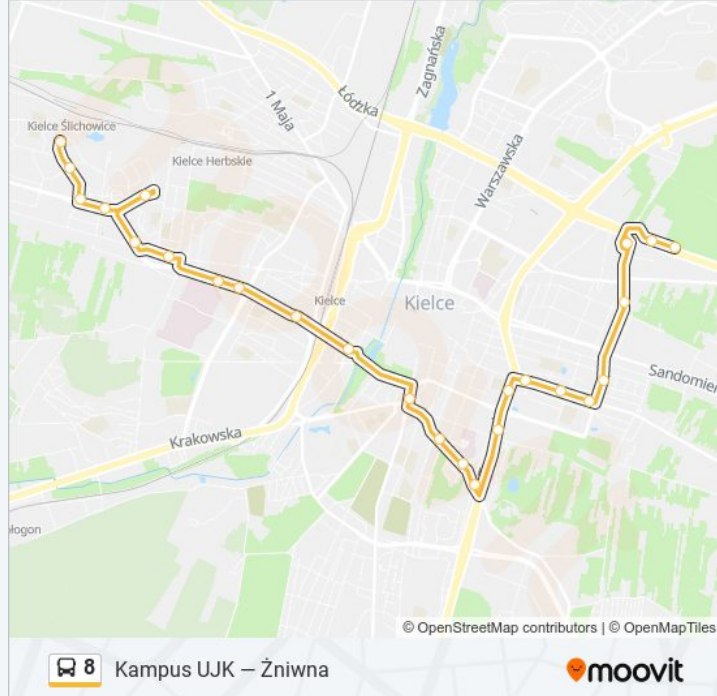 Zagnańska
Łódzka
1 Maja
Kielce Ślichowice
Kielce Herbskie
Warszawska
Kielce
Kielce
Sandomier
Krakowska
łogon
© OpenStreetMap contributors | © OpenMapTiles
8 Kampus UJK — Żniwna
moovit